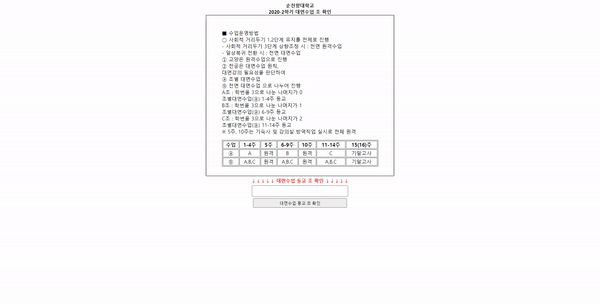 순천향대학교
2020-2학기 대면수업 조 확인
■ 수업운영방법
○ 사회적 거리두기 1,2단계 유지를 전제로 진행
- 사회적 거리두기 3단계 상향조정 시 : 전면 원격수업
- 일상복귀 전환 시 : 전면 대면수업
① 교양은 원격수업으로 진행
② 전공은 대면수업 원칙,
대면강의 필요성을 판단하여
㉮ 조별 대면수업
㉯ 전면 대면수업 으로 나누어 진행
A조 : 학번을 3으로 나눈 나머지가 0
조별대면수업(㉮) 1-4주 등교
B조 : 학번을 3으로 나눈 나머지가 1
조별대면수업(㉮) 6-9주 등교
C조 : 학번을 3으로 나눈 나머지가 2
조별대면수업(㉮) 11-14주 등교
※ 5주, 10주는 기숙사 및 강의실 방역작업 실시로 전체 원격
수업 1-4주 5주 6-9주 10주 11-14주 15(16)주
㉮ A 원격 B 원격 C 기말고사
㉯ A,B,C 원격 A,B,C 원격 A,B,C 기말고사
↓ ↓ ↓ ↓ ↓ 대면수업 등교 조 확인 ↓ ↓ ↓ ↓ ↓
대면수업 등교 조 확인